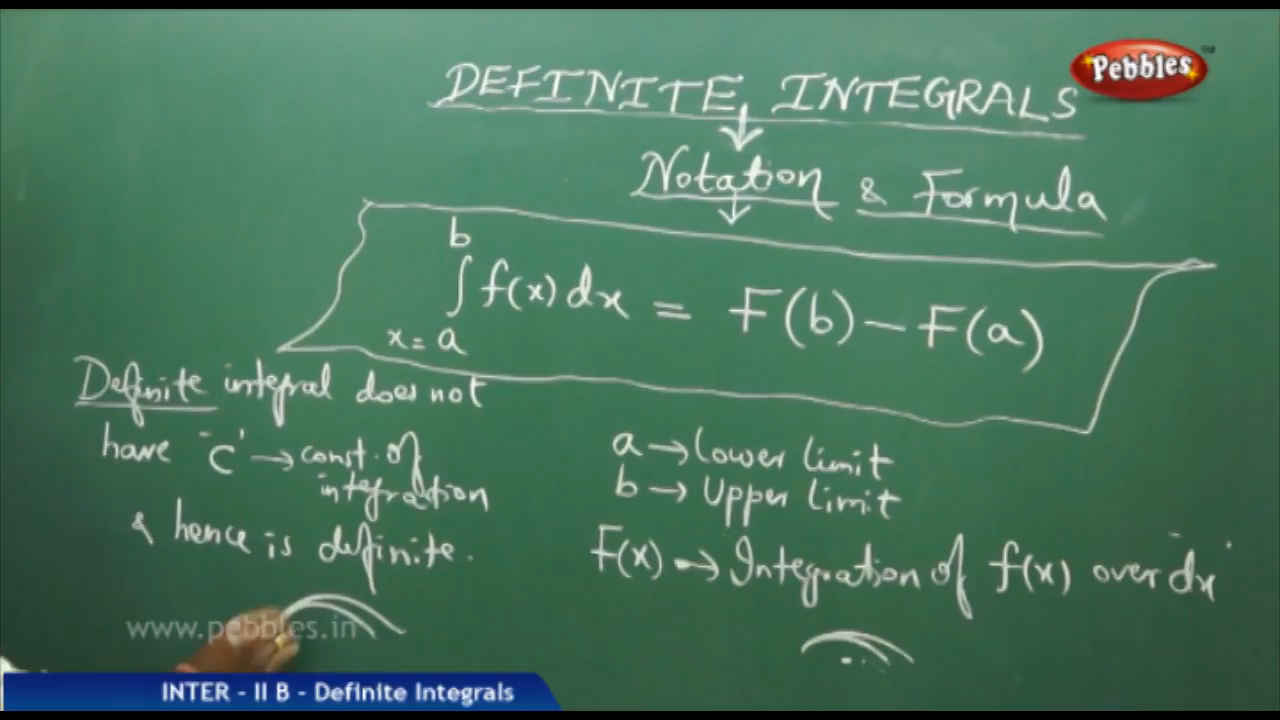 DEFINITE INTEGRALS
Pebbles
Notation & Formula
b
∫ f(x) dx = F(b) – F(a)
x = a
Definite integral does not
have "c" → const. of
integration
& hence is definite.
a → Lower limit
b → Upper limit
F(x) → Integration of f(x) over "dx"
www.pebbles.in
INTER - II B - Definite Integrals